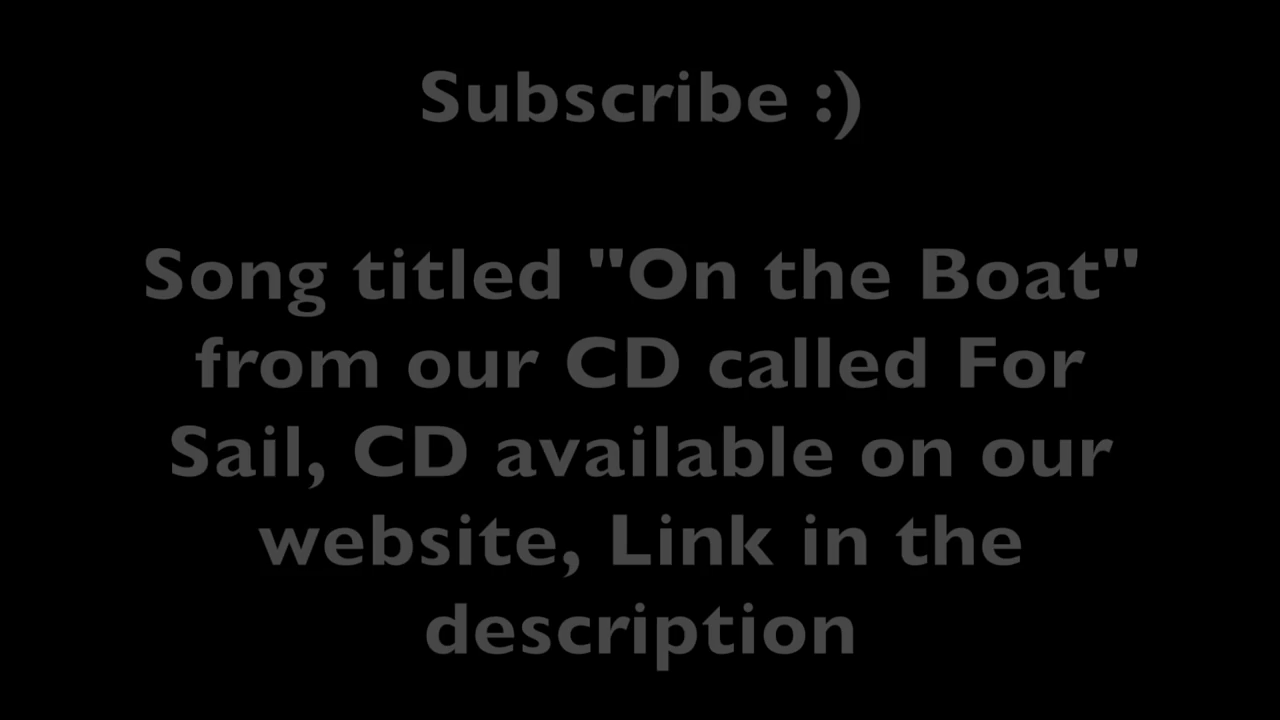 Subscribe :)
Song titled "On the Boat"
from our CD called For
Sail, CD available on our
website, Link in the
description